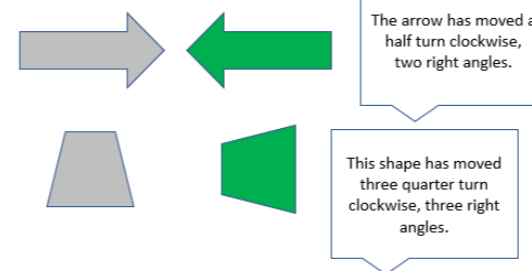 The arrow has moved a
half turn clockwise,
two right angles.
This shape has moved
three quarter turn
clockwise, three right
angles.